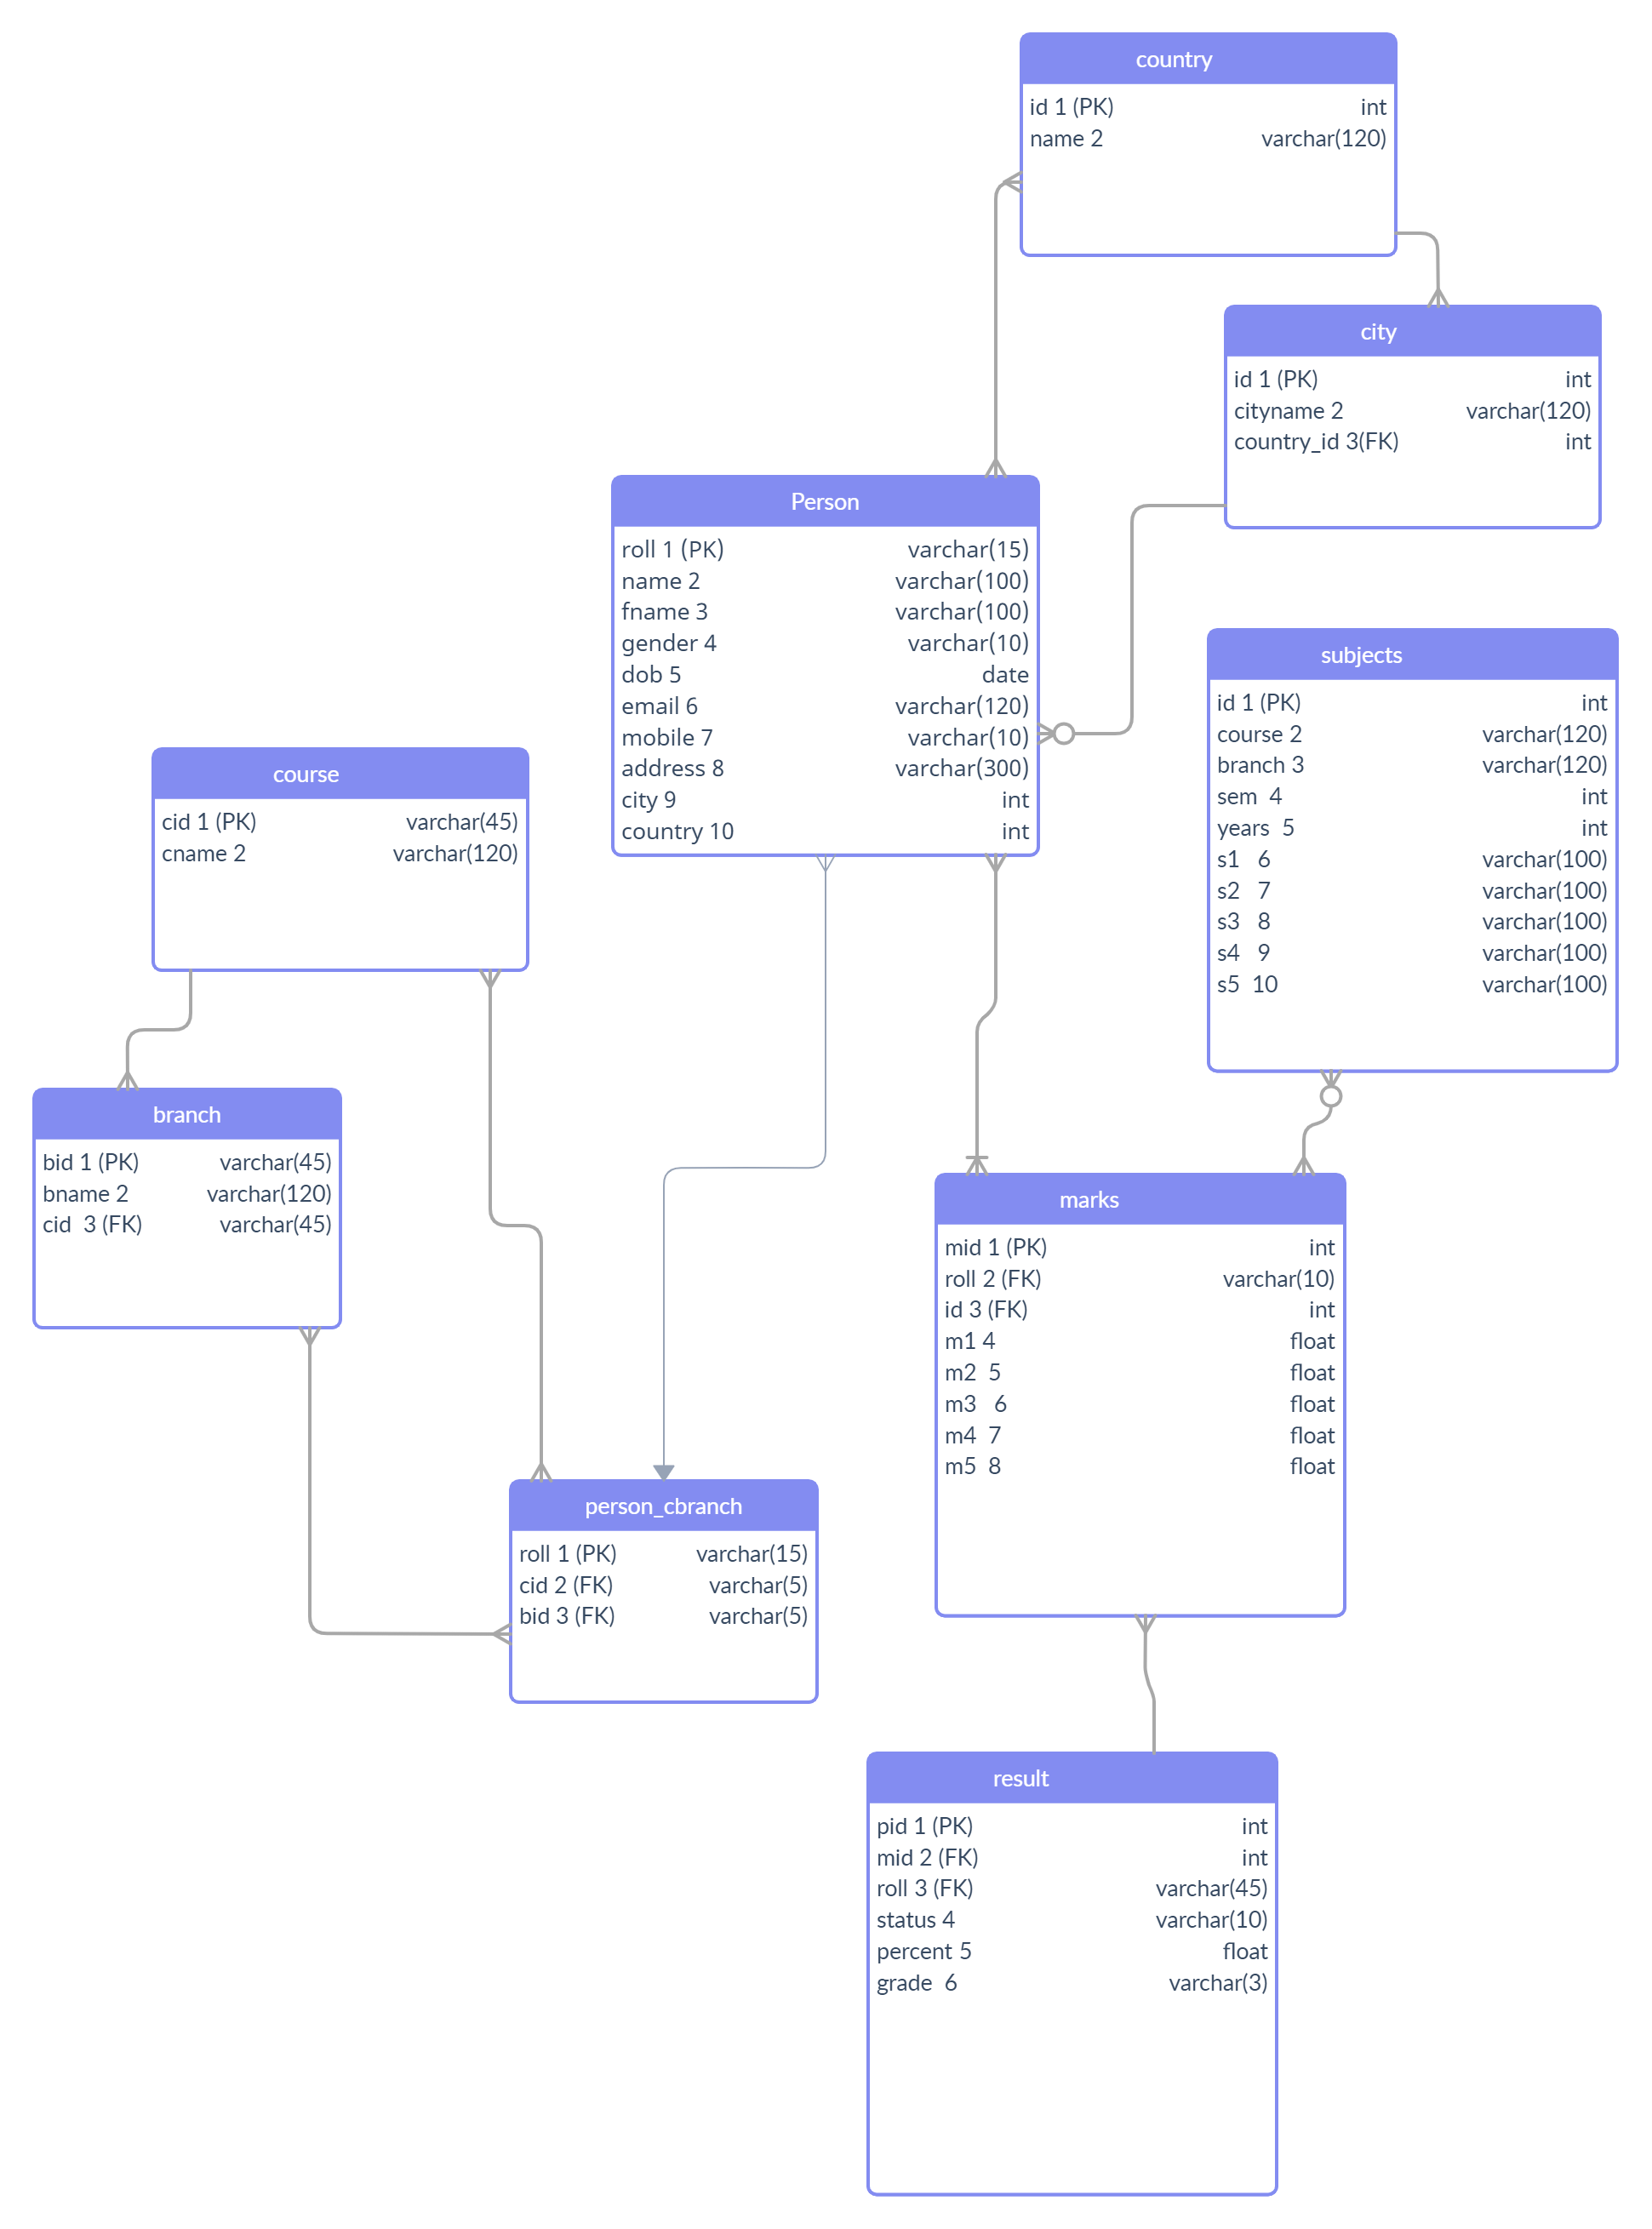 country
id 1 (PK) int
name 2 varchar(120)
city
id 1 (PK) int
cityname 2 varchar(120)
country_id 3(FK) int
Person
roll 1 (PK) varchar(15)
name 2 varchar(100)
fname 3 varchar(100)
gender 4 varchar(10)
dob 5 date
email 6 varchar(120)
mobile 7 varchar(10)
address 8 varchar(300)
city 9 int
country 10 int
subjects
id 1 (PK) int
course 2 varchar(120)
branch 3 varchar(120)
sem 4 int
years 5 int
s1 6 varchar(100)
s2 7 varchar(100)
s3 8 varchar(100)
s4 9 varchar(100)
s5 10 varchar(100)
course
cid 1 (PK) varchar(45)
cname 2 varchar(120)
branch
bid 1 (PK) varchar(45)
bname 2 varchar(120)
cid 3 (FK) varchar(45)
marks
mid 1 (PK) int
roll 2 (FK) varchar(10)
id 3 (FK) int
m1 4 float
m2 5 float
m3 6 float
m4 7 float
m5 8 float
person_cbranch
roll 1 (PK) varchar(15)
cid 2 (FK) varchar(5)
bid 3 (FK) varchar(5)
result
pid 1 (PK) int
mid 2 (FK) int
roll 3 (FK) varchar(45)
status 4 varchar(10)
percent 5 float
grade 6 varchar(3)